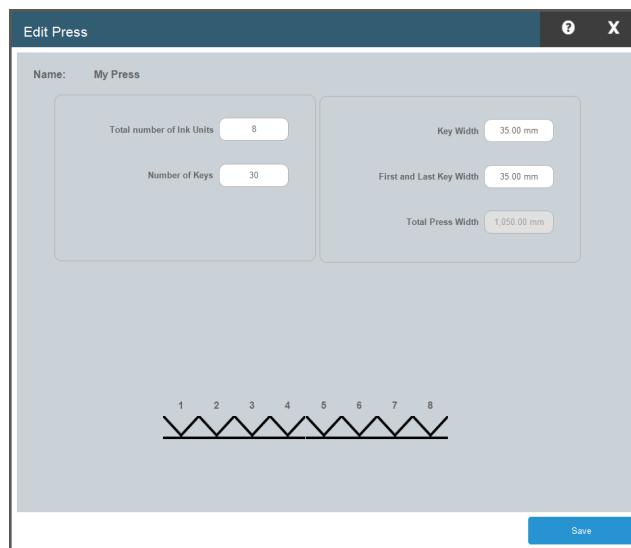 Edit Press
? X
Name: My Press
Total number of Ink Units 8
Number of Keys 30
Key Width 35.00 mm
First and Last Key Width 35.00 mm
Total Press Width 1,050.00 mm
1 2 3 4 5 6 7 8
Save